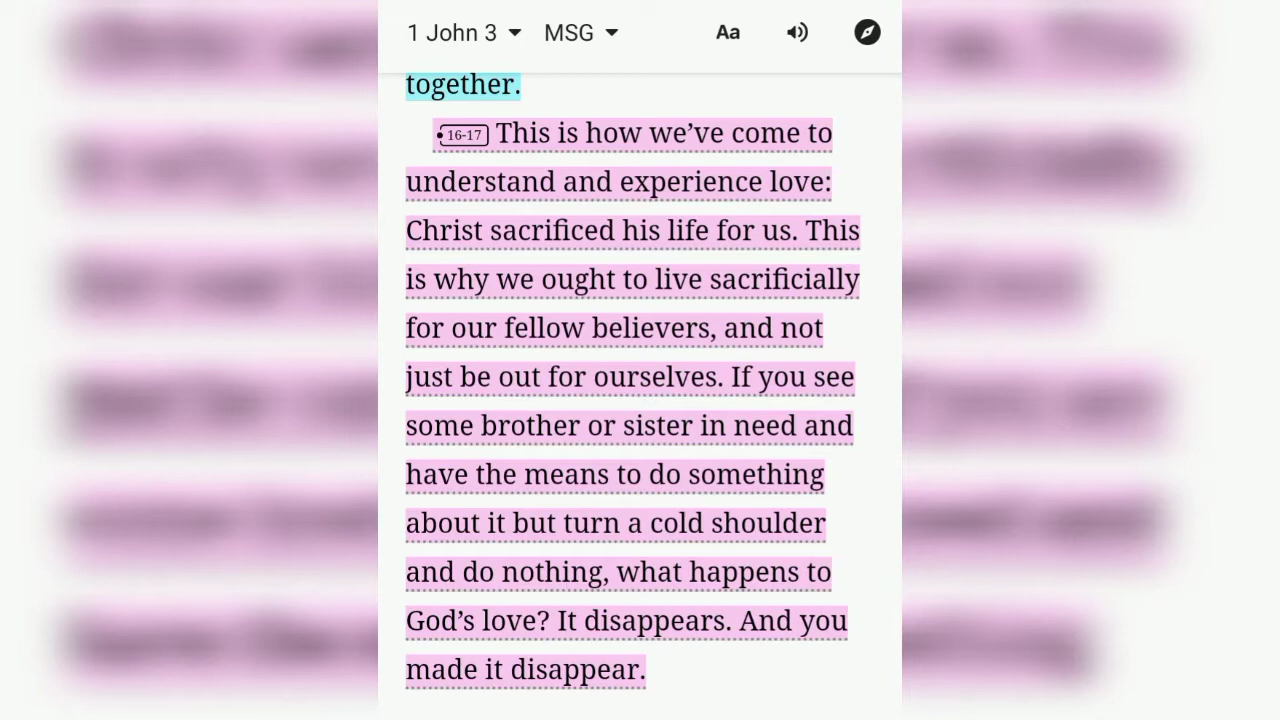 1 John 3 MSG Aa
together.
16-17 This is how we’ve come to
understand and experience love:
Christ sacrificed his life for us. This
is why we ought to live sacrificially
for our fellow believers, and not
just be out for ourselves. If you see
some brother or sister in need and
have the means to do something
about it but turn a cold shoulder
and do nothing, what happens to
God’s love? It disappears. And you
made it disappear.